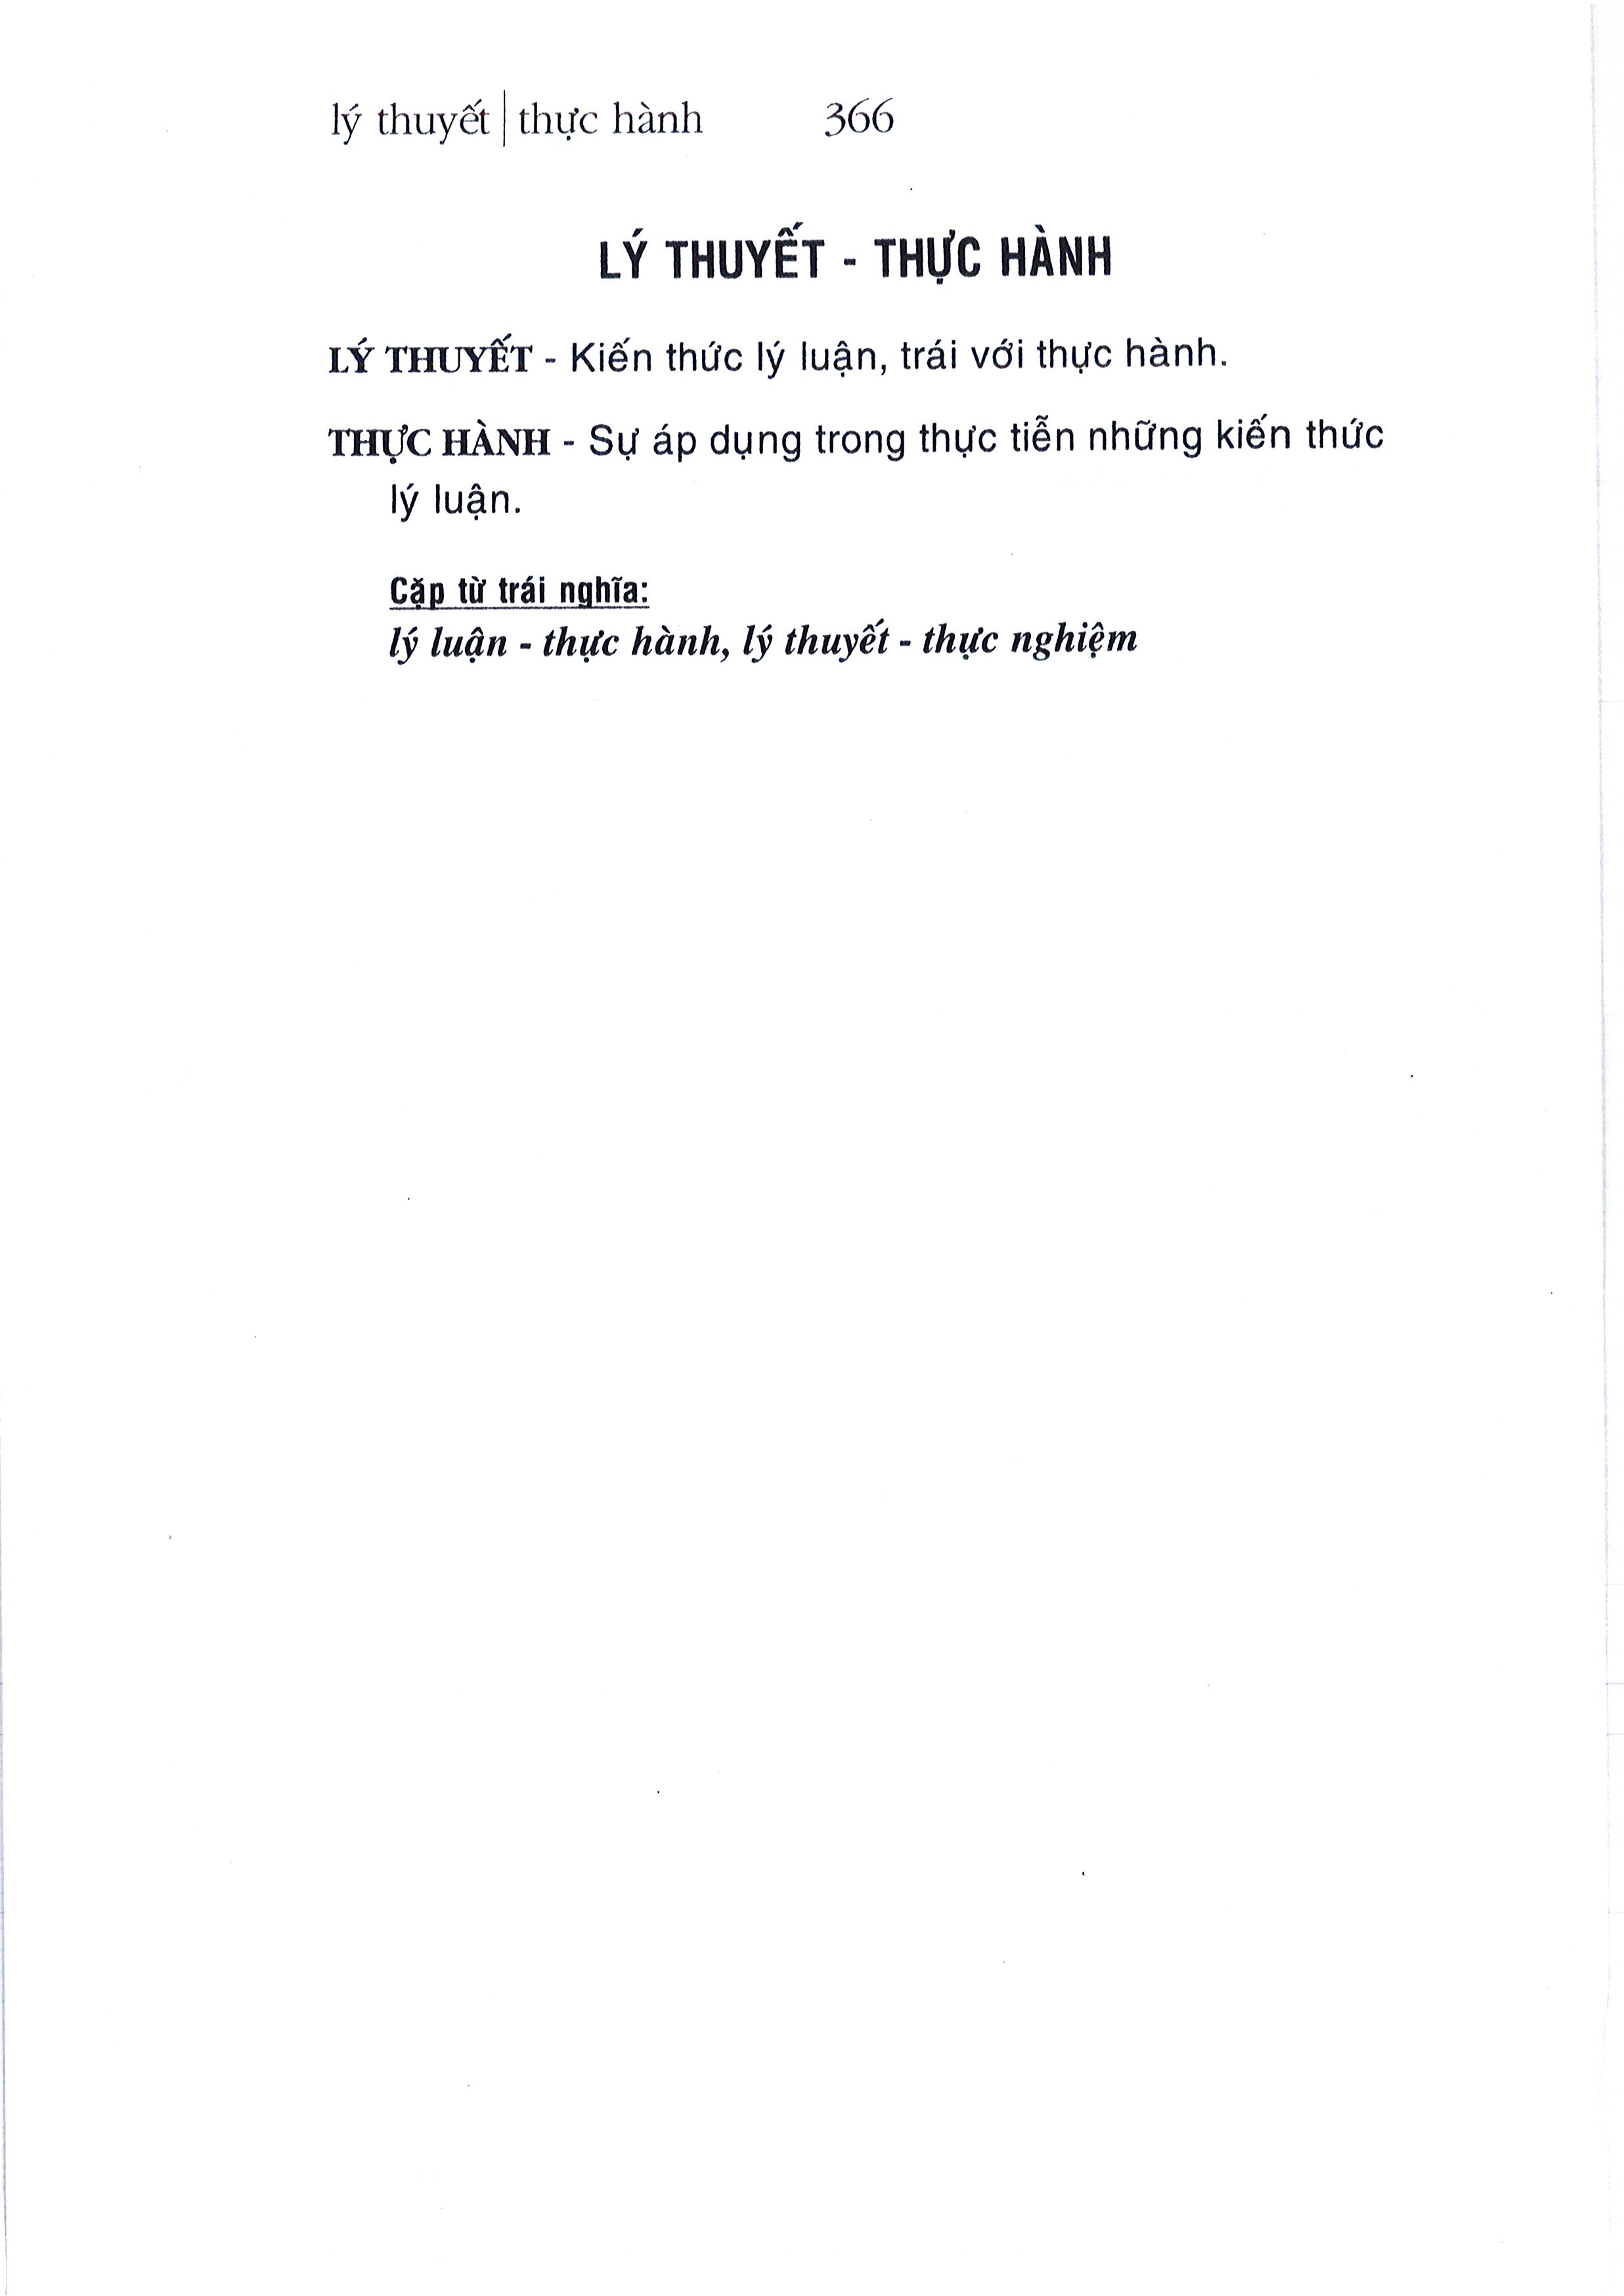 lý thuyết | thực hành 366
LÝ THUYẾT - THỰC HÀNH
LÝ THUYẾT - Kiến thức lý luận, trái với thực hành.
THỰC HÀNH - Sự áp dụng trong thực tiễn những kiến thức
lý luận.
Cặp từ trái nghĩa:
lý luận - thực hành, lý thuyết - thực nghiệm